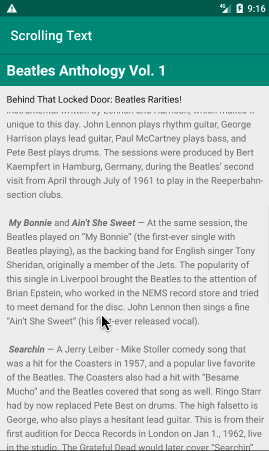 9:16
Scrolling Text
Beatles Anthology Vol. 1
Behind That Locked Door: Beatles Rarities!
instrumental written by Harrison and Lennon, which makes it
unique to this day. John Lennon plays rhythm guitar, George
Harrison plays lead guitar, Paul McCartney plays bass, and
Pete Best plays drums. The sessions were produced by Bert
Kaempfert in Hamburg, Germany, during the Beatles' second
visit from April through July of 1961 to play in the Reeperbahn-
section clubs.
My Bonnie and Ain't She Sweet — At the same session, the
Beatles played on "My Bonnie" (the first-ever single with
Beatles playing), as the backing band for English singer Tony
Sheridan, originally a member of the Jets. The popularity of
this single in Liverpool brought the Beatles to the attention of
Brian Epstein, who worked in the NEMS record store and tried
to meet demand for the disc. John Lennon then sings a fine
"Ain't She Sweet" (his first-ever released vocal).
Searchin — A Jerry Leiber - Mike Stoller comedy song that
was a hit for the Coasters in 1957, and a popular live favorite
of the Beatles. The Coasters also had a hit with "Besame
Mucho" and the Beatles covered that song as well. Ringo Starr
had by now replaced Pete Best on drums. The high falsetto is
George, who also plays a hesitant lead guitar. This is from their
first audition for Decca Records in London on Jan 1., 1962, live
in the studio. The Grateful Dead would later cover "Searchin"